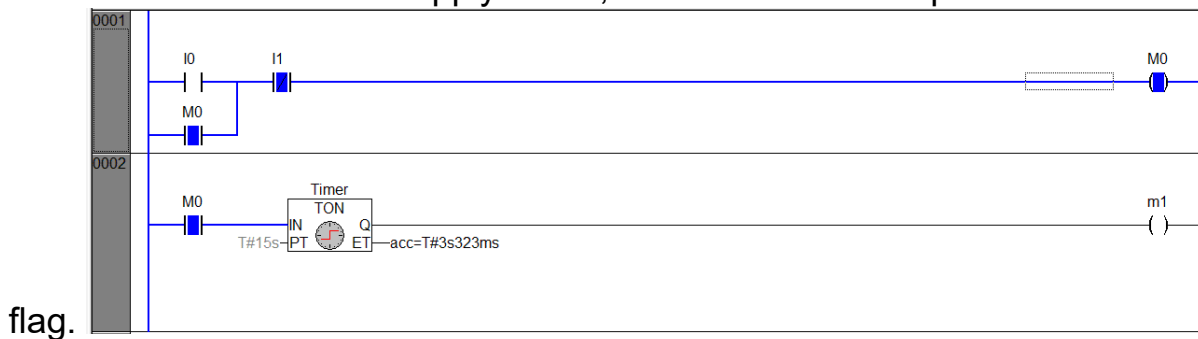 0001
I0 I1 M0
M0
0002
Timer
M0 TON m1
IN Q
T#15s PT ET acc=T#3s323ms
flag.